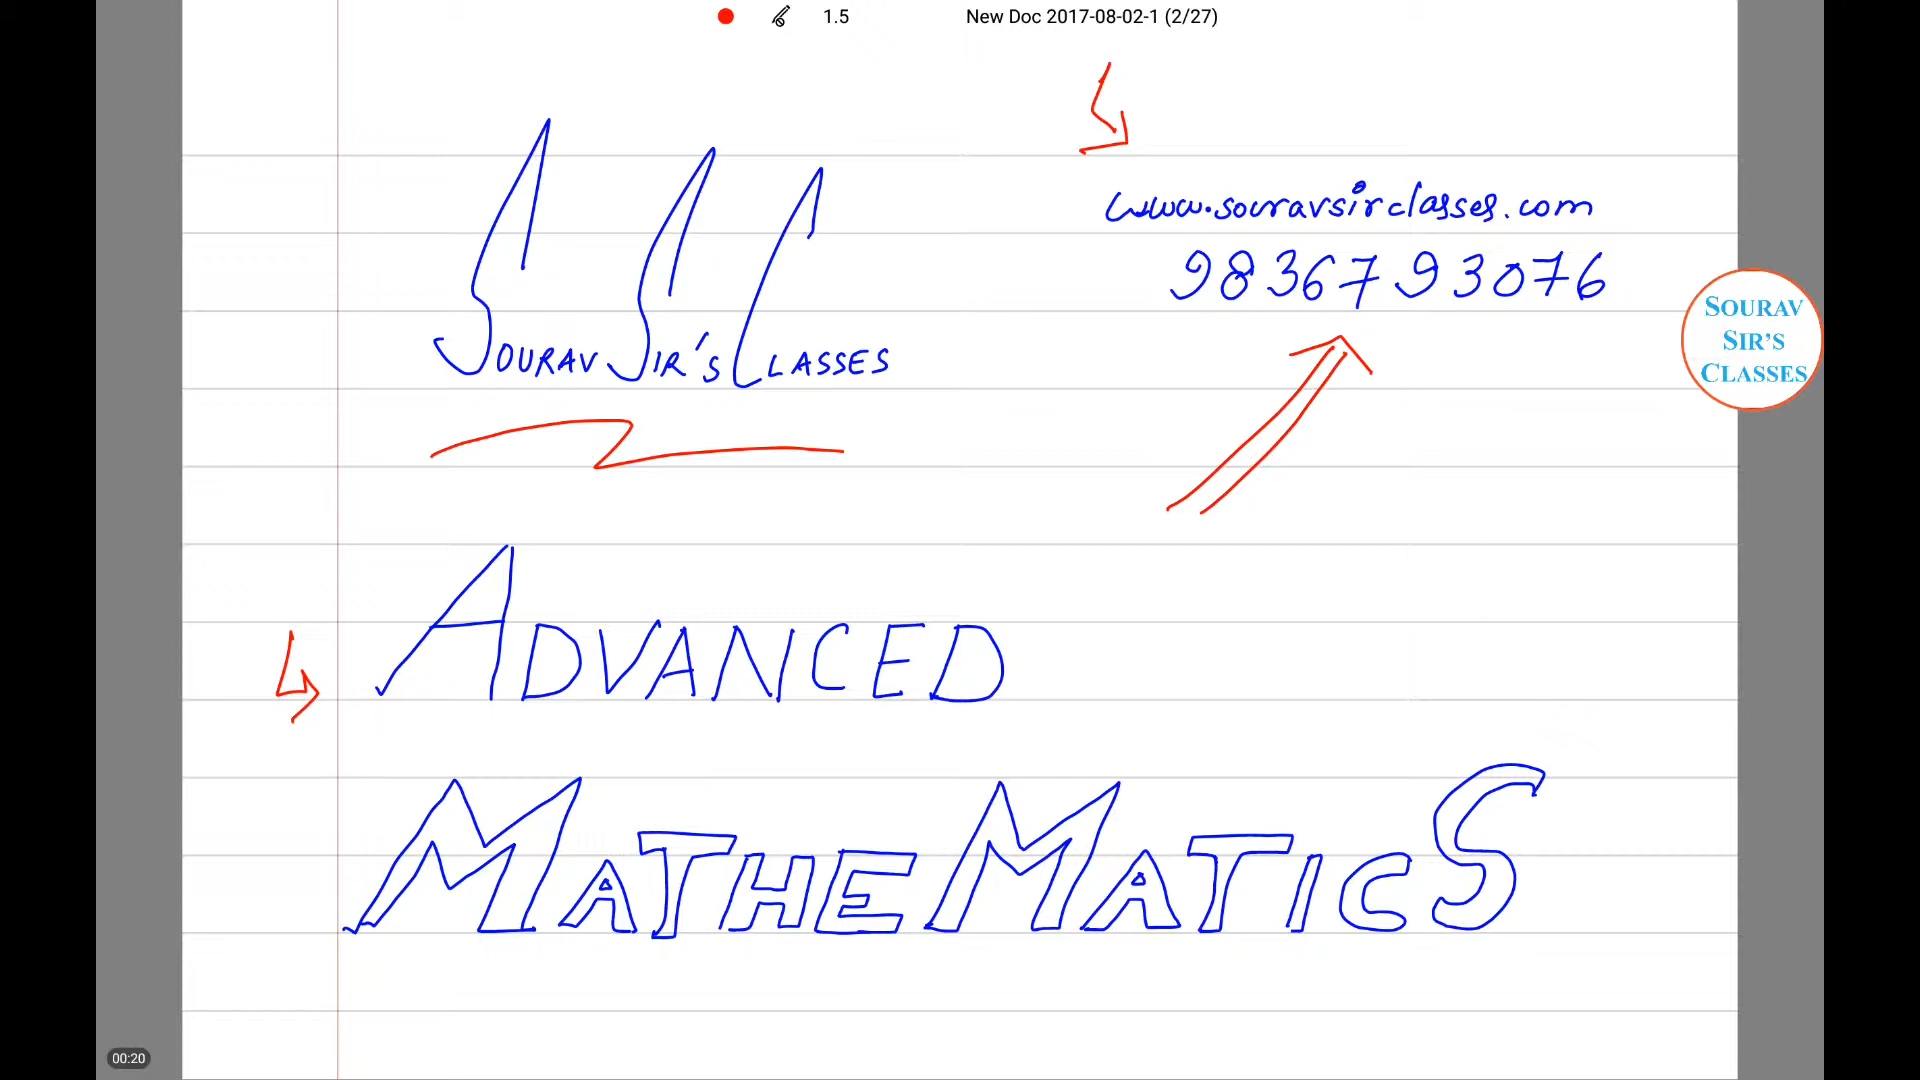 1.5 New Doc 2017-08-02-1 (2/27)
www.souravsirclasses.com
9836793076
SOURAV SIR'S CLASSES
SOURAV
SIR'S
CLASSES
ADVANCED
MATHEMATICS
00:20